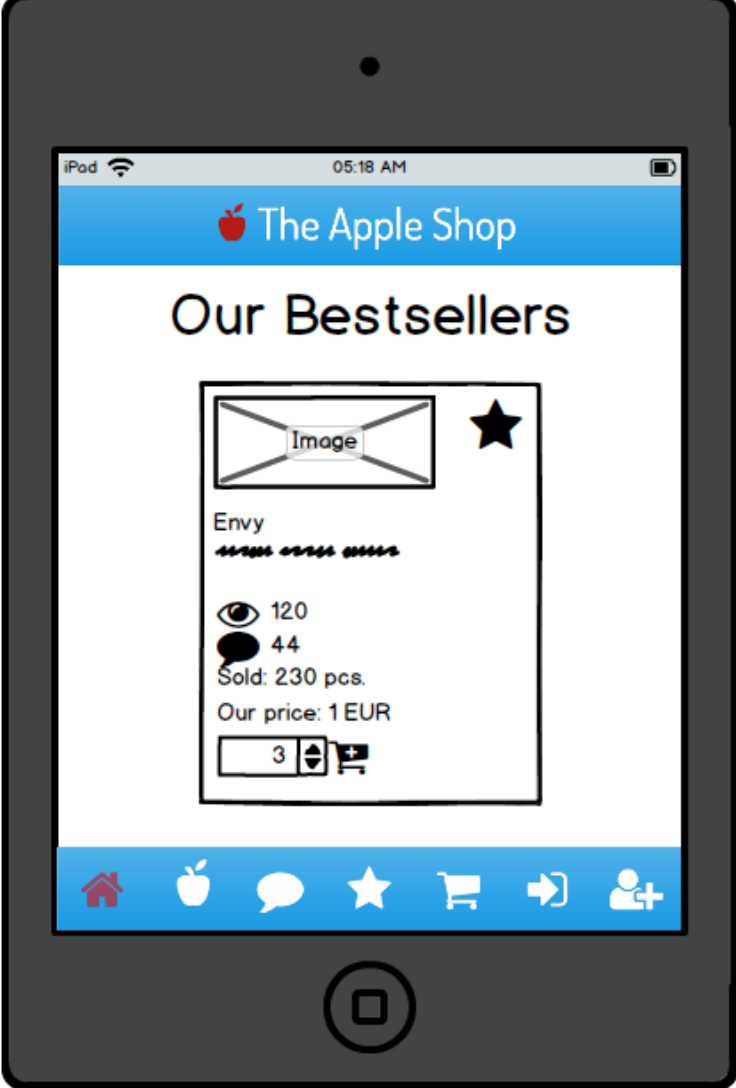 iPad 05:18 AM
The Apple Shop
Our Bestsellers
Image
Envy
120
44
Sold: 230 pcs.
Our price: 1 EUR
3